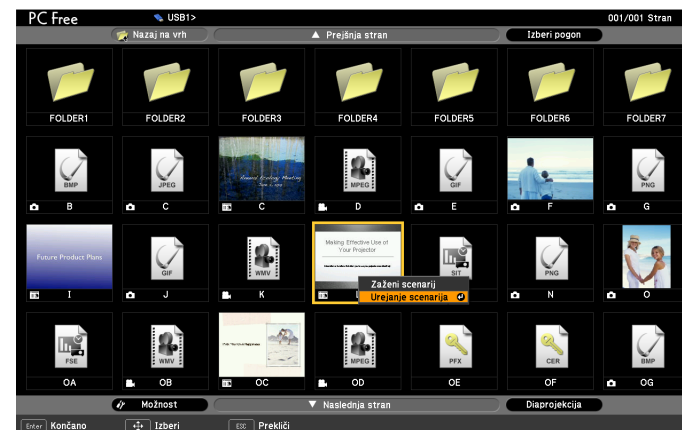 PC Free USB1> 001/001 Stran
Nazaj na vrh Prejšnja stran Izberi pogon
FOLDER1 FOLDER2 FOLDER3 FOLDER4 FOLDER5 FOLDER6 FOLDER7
BMP JPEG Annual Ecology Meeting MPEG GIF PNG
B C C D E F G
Future Product Plans GIF WMV Making Effective Use of SIT PNG
Your Projector
Zaženi scenarij
I J K L N O
Urejanje scenarija
FSE WMV MPEG PFX CER BMP
OA OB OC OD OE OF OG
Možnost Naslednja stran Diaprojekcija
Enter Končano Izberi ESC Prekliči